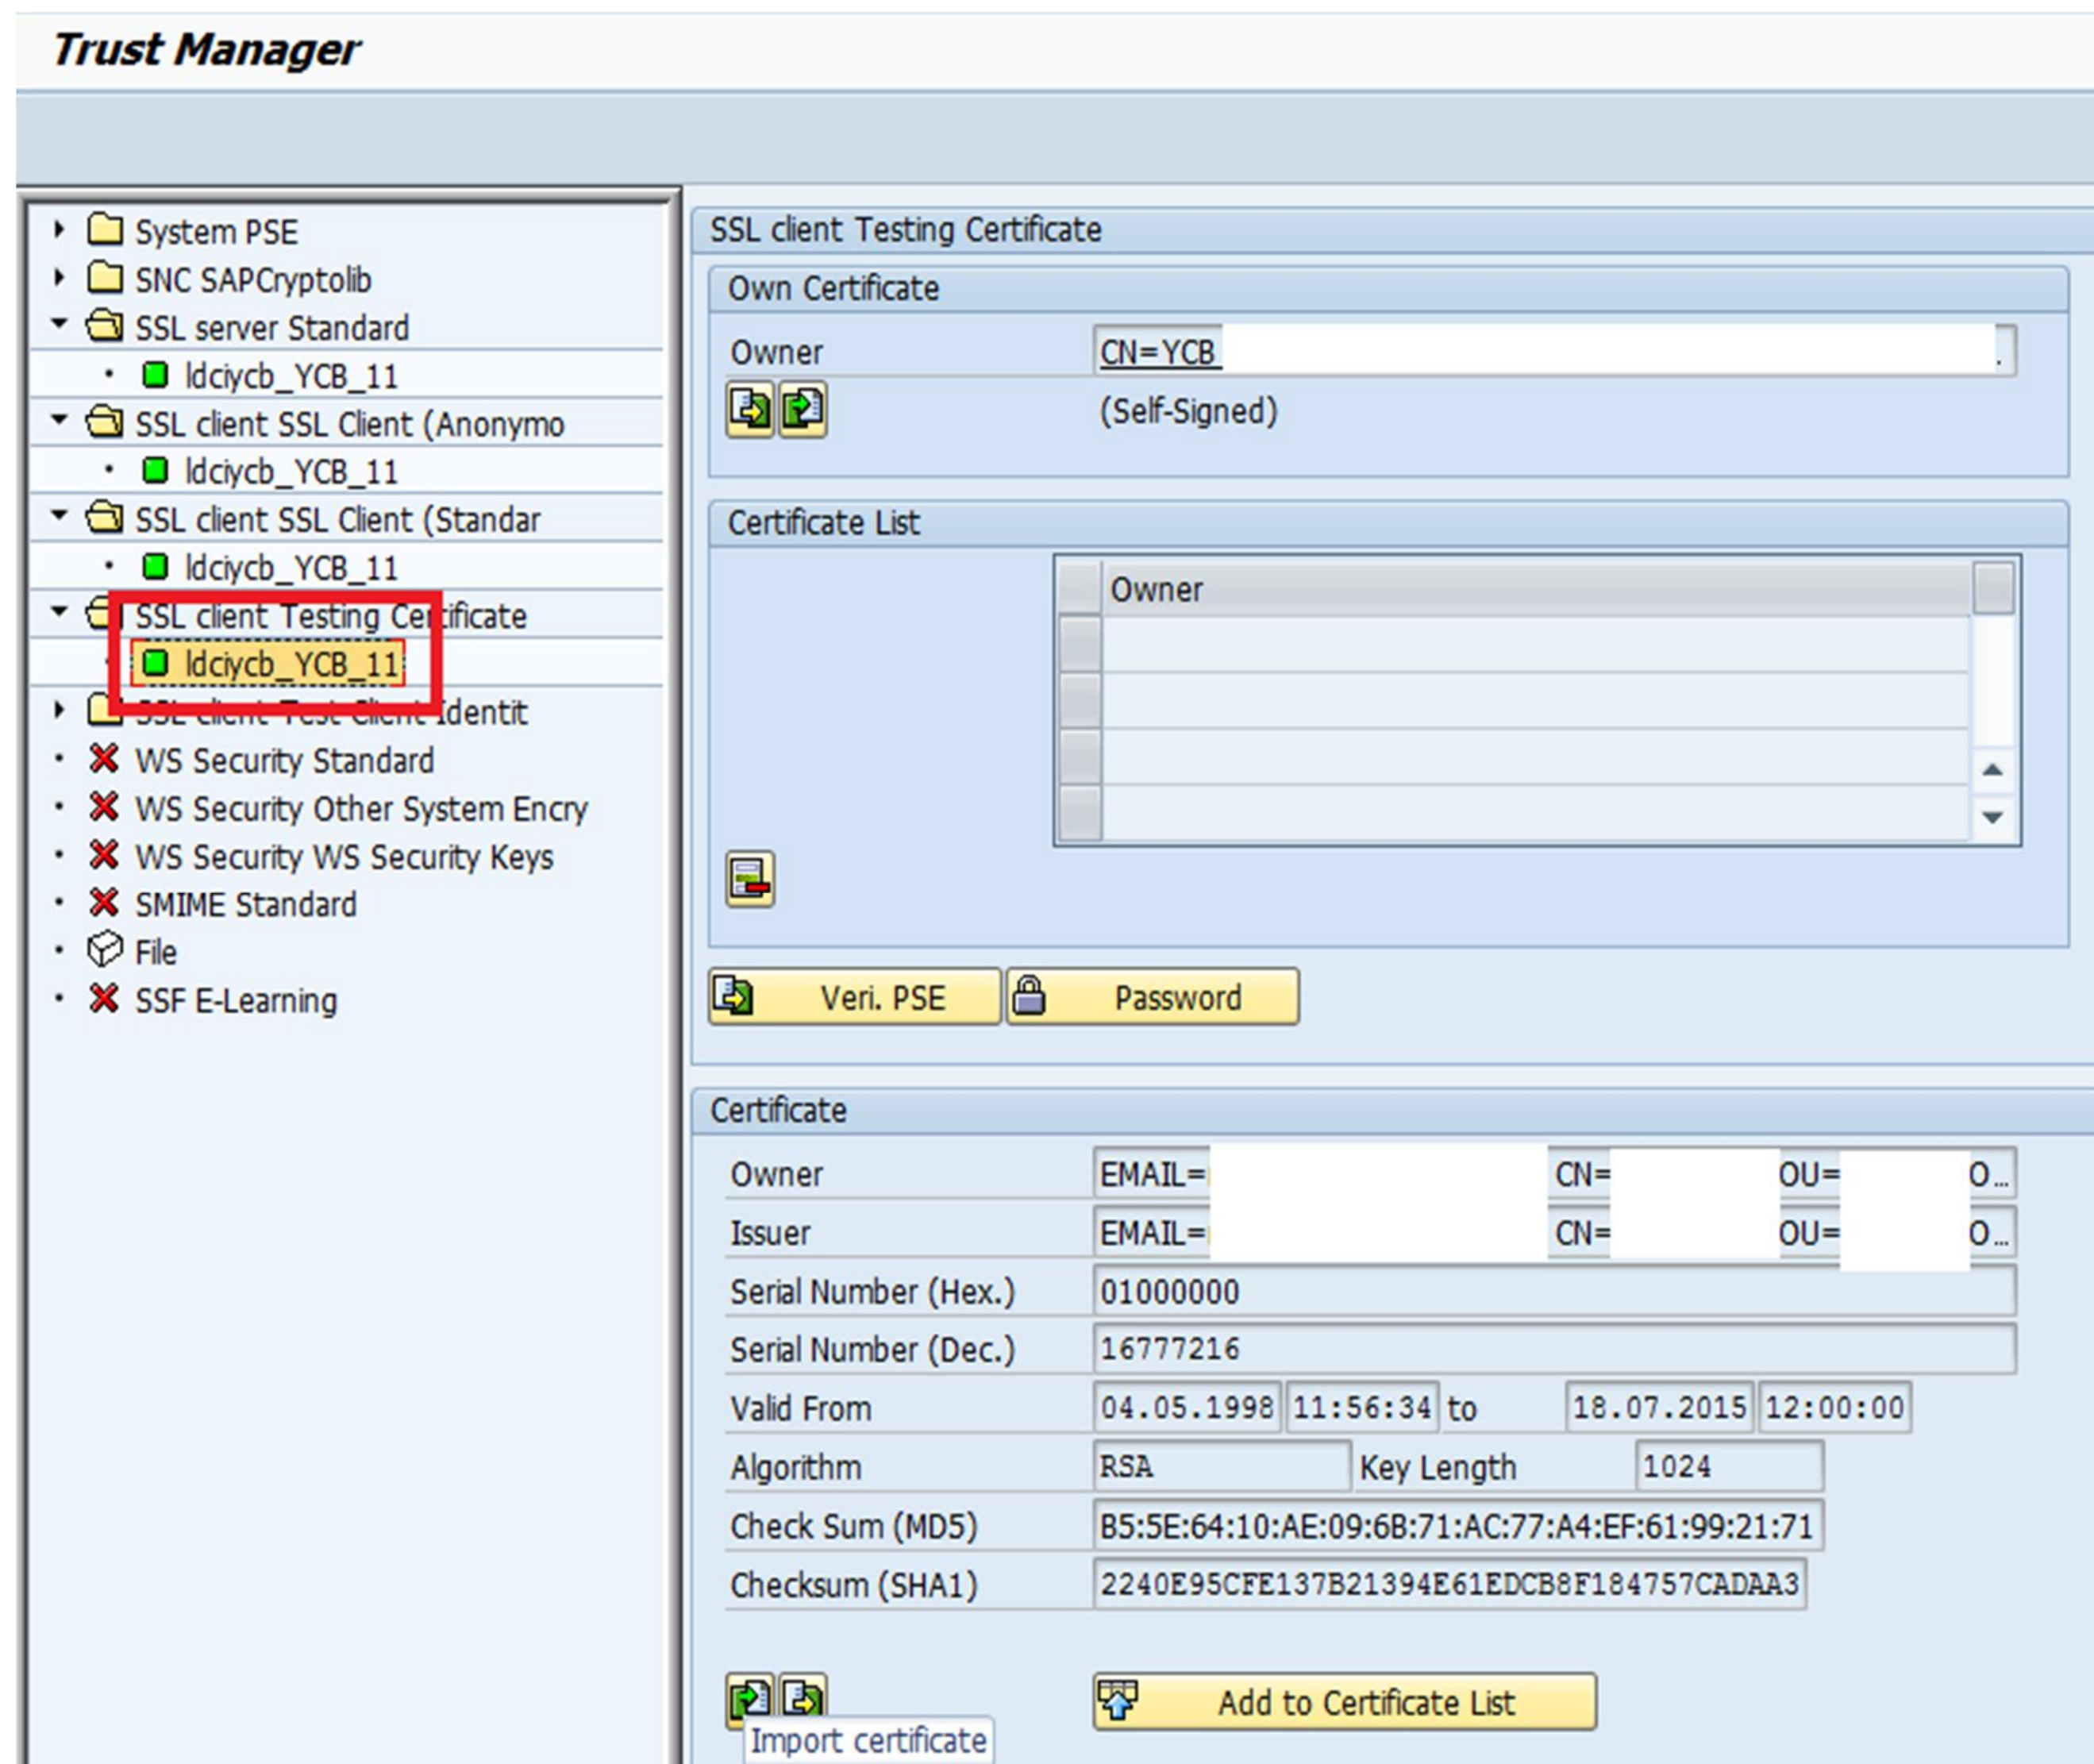 Trust Manager
System PSE
SNC SAPCryptolib
SSL server Standard
ldciycb_YCB_11
SSL client SSL Client (Anonymo
ldciycb_YCB_11
SSL client SSL Client (Standar
ldciycb_YCB_11
SSL client Testing Certificate
ldciycb_YCB_11
SSL client Test Client Identit
WS Security Standard
WS Security Other System Encry
WS Security WS Security Keys
SMIME Standard
File
SSF E-Learning
SSL client Testing Certificate
Own Certificate
Owner CN=YCB .
(Self-Signed)
Certificate List
Owner
Veri. PSE Password
Certificate
Owner EMAIL= CN= OU= O...
Issuer EMAIL= CN= OU= O...
Serial Number (Hex.) 01000000
Serial Number (Dec.) 16777216
Valid From 04.05.1998 11:56:34 to 18.07.2015 12:00:00
Algorithm RSA Key Length 1024
Check Sum (MD5) B5:5E:64:10:AE:09:6B:71:AC:77:A4:EF:61:99:21:71
Checksum (SHA1) 2240E95CFE137B21394E61EDCB8F184757CADAA3
Add to Certificate List
Import certificate